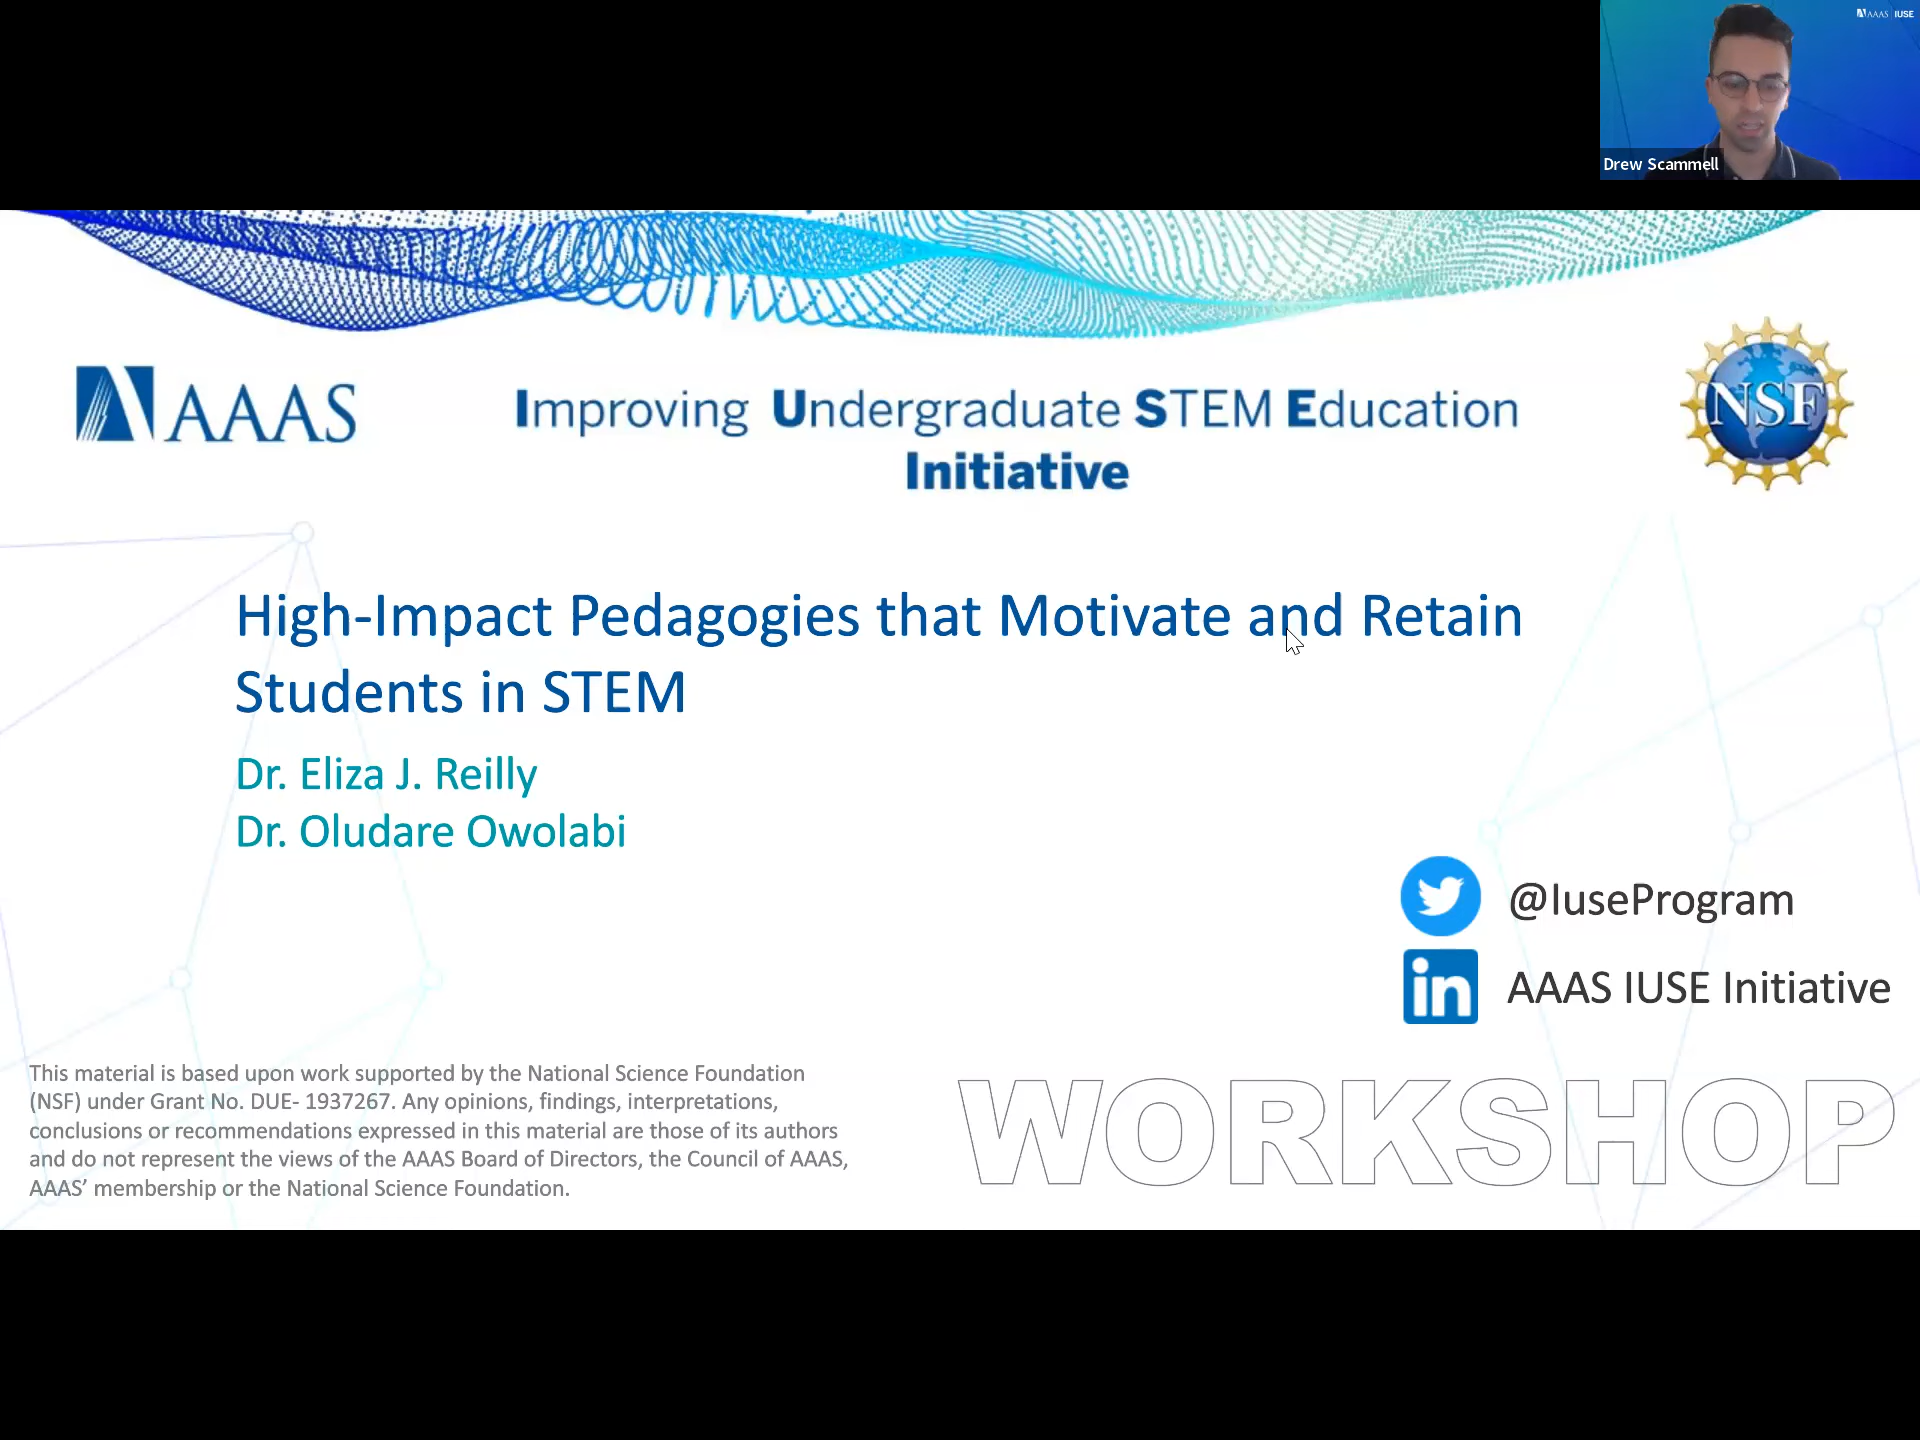 AAAS IUSE
Drew Scammell
AAAS
Improving Undergraduate STEM Education
Initiative
NSF
High-Impact Pedagogies that Motivate and Retain
Students in STEM
Dr. Eliza J. Reilly
Dr. Oludare Owolabi
@IuseProgram
in
AAAS IUSE Initiative
This material is based upon work supported by the National Science Foundation
(NSF) under Grant No. DUE- 1937267. Any opinions, findings, interpretations,
conclusions or recommendations expressed in this material are those of its authors
and do not represent the views of the AAAS Board of Directors, the Council of AAAS,
AAAS’ membership or the National Science Foundation.
WORKSHOP